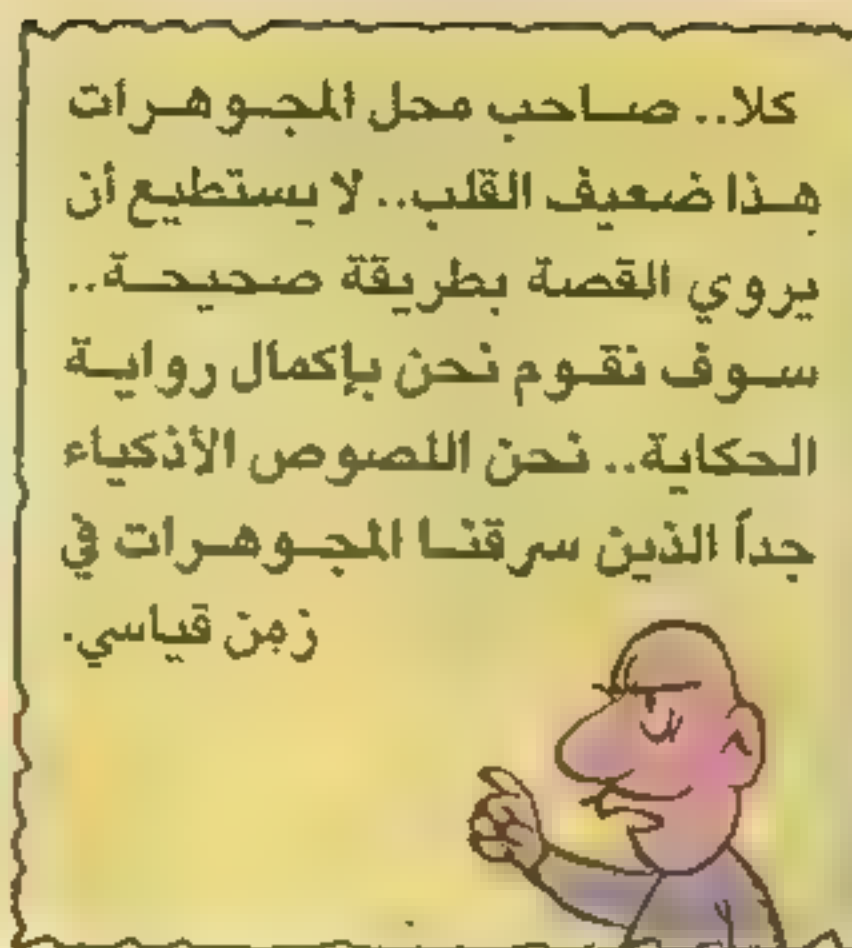 كلا.. صاحب محل المجوهرات
هذا ضعيف القلب.. لا يستطيع أن
يروي القصة بطريقة صحيحة..
سوف نقوم نحن بإكمال رواية
الحكاية.. نحن اللصوص الأذكياء
جداً الذين سرقنا المجوهرات في
زمن قياسي.